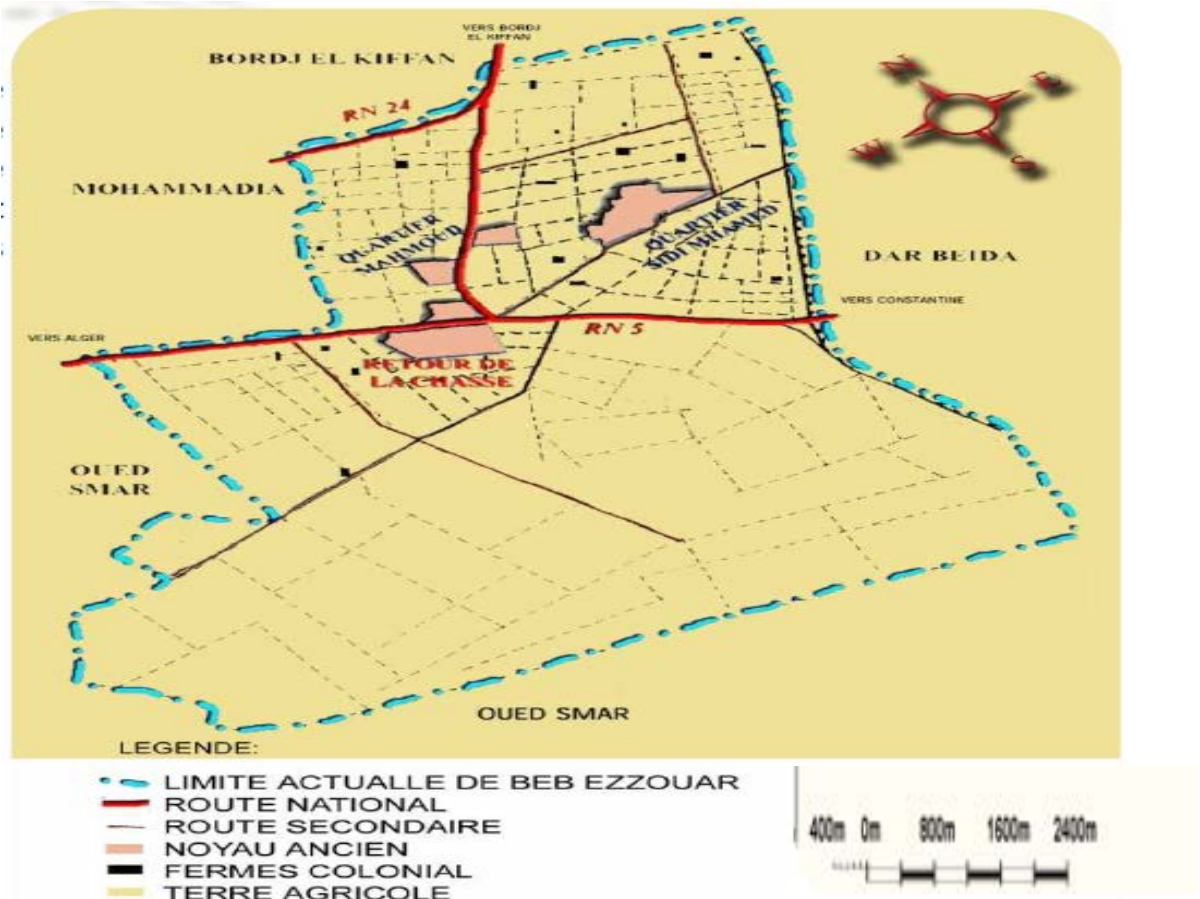 VERS BORDJ
EL KIFFAN
BORDJ EL KIFFAN
RN 24
N
E
W
S
MOHAMMADIA
QUARTIER
MAHMOUD
QUARTIER
SIDI MHAMED
DAR BEIDA
VERS CONSTANTINE
VERS ALGER
RN 5
RETOUR DE
LA CHASSE
OUED
SMAR
OUED SMAR
LEGENDE:
LIMITE ACTUALLE DE BEB EZZOUAR
ROUTE NATIONAL
ROUTE SECONDAIRE
NOYAU ANCIEN
FERMES COLONIAL
TERRE AGRICOLE
400m 0m 800m 1600m 2400m